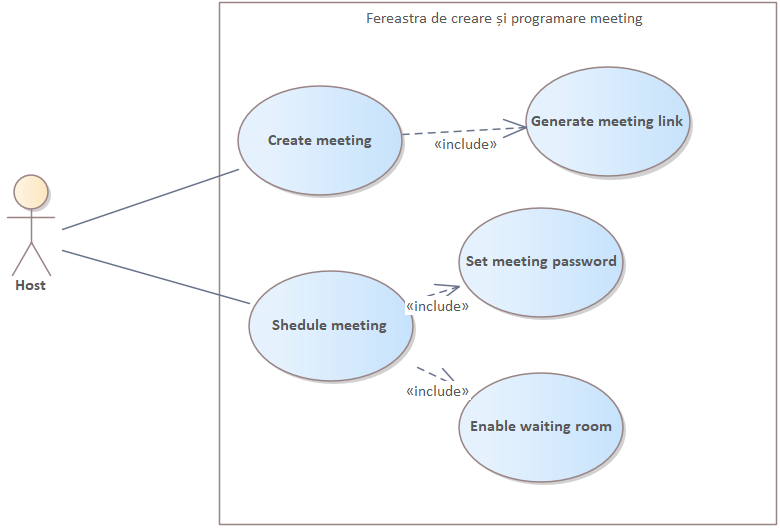 Fereastra de creare și programare meeting
Create meeting
Generate meeting link
«include»
Host
Set meeting password
«include»
Shedule meeting
«include»
Enable waiting room